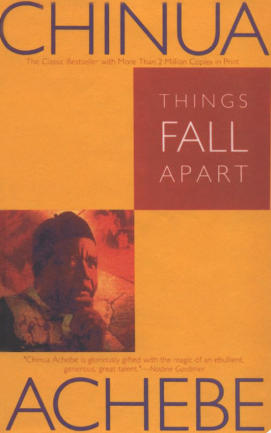 CHINUA
The Classic Bestseller with More Than 2 Million Copies in Print
THINGS
FALL
APART
"Chinua Achebe is gloriously gifted with the magic of an ebullient,
generous, great talent."—Nadine Gordimer
ACHEBE